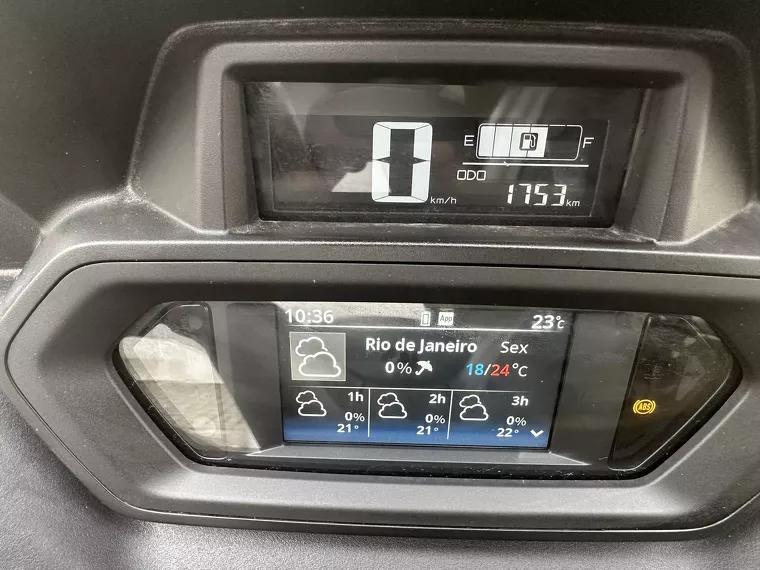 0 km/h
E F
ODO
1753 km
10:36 App 23°C
Rio de Janeiro Sex
0% 18/24°C
1h 2h 3h
0% 0% 0%
21° 21° 22°
ABS